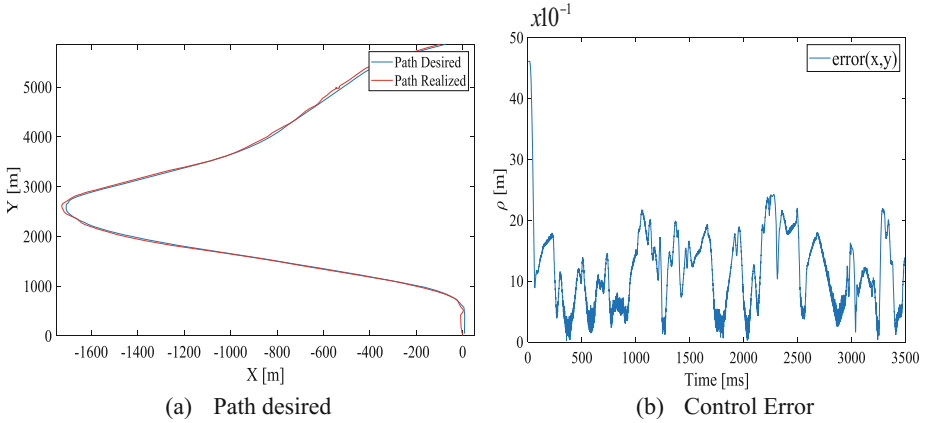 Path Desired
Path Realized
5000
4000
3000
2000
1000
0
Y [m]
-1600 -1400 -1200 -1000 -800 -600 -400 -200 0
X [m]
(a) Path desired
x10-1
error(x,y)
50
40
30
20
10
0
ρ [m]
0 500 1000 1500 2000 2500 3000 3500
Time [ms]
(b) Control Error